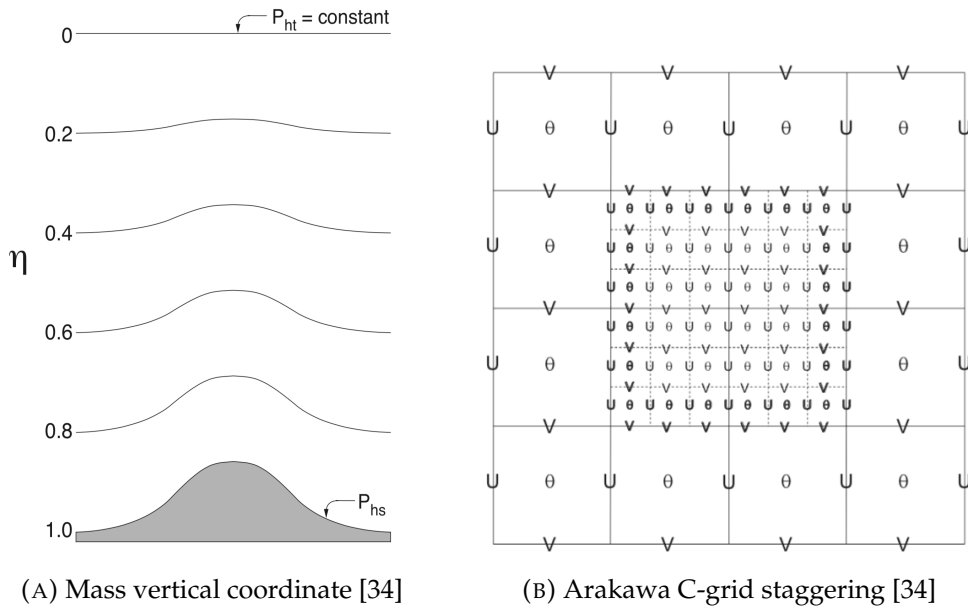 P_ht = constant
0
0.2
0.4
η
0.6
0.8
P_hs
1.0
V V V V
U θ U θ U θ U θ U
V V V V V V V V
U θ U θ U θ U θ U θ U θ U
V V V V V V
U θ U θ U θ U θ U θ U θ U θ U θ U
V V V V V V
U θ U θ U θ U θ U θ U θ U
V V V V V V V V
U θ U θ U θ U θ U θ U θ U
V V V V V V
U θ U θ U θ U θ U θ U θ U θ U θ U
V V V V V V
U θ U θ U θ U θ U θ U θ U
V V V V V V V V
U θ U θ U θ U θ U
V V V V
(A) Mass vertical coordinate [34]
(B) Arakawa C-grid staggering [34]